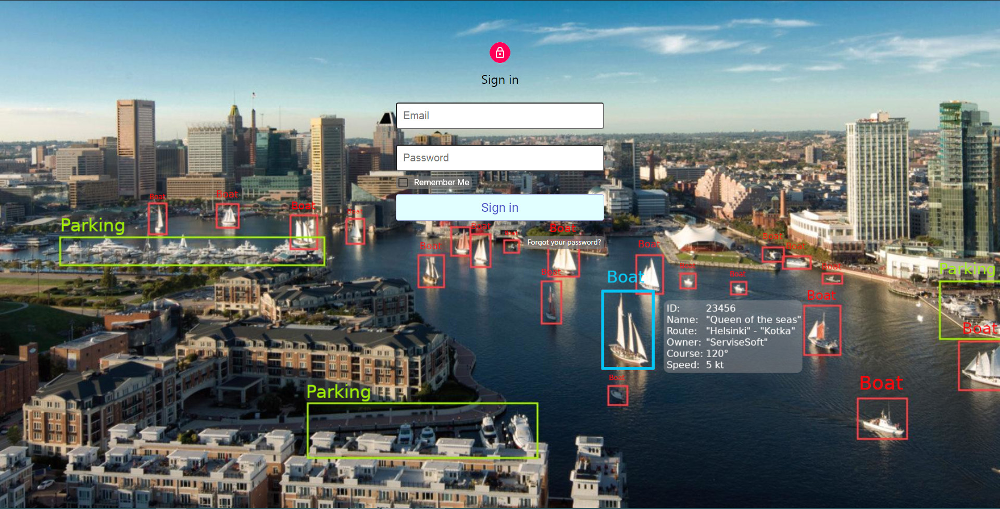 Sign in
Email
Password
Remember Me
Sign in
Forgot your password?
Boat
Boat
Boat
Boat
Parking
Boat
Boat
Boat
Boat
Boat
Boat
Boat
Boat
Boat
Boat
Boat
Boat
Parking
Boat
Boat
Boat
ID: 23456
Name: "Queen of the seas"
Route: "Helsinki" - "Kotka"
Owner: "ServiseSoft"
Course: 120°
Speed: 5 kt
Boat
Boat
Parking